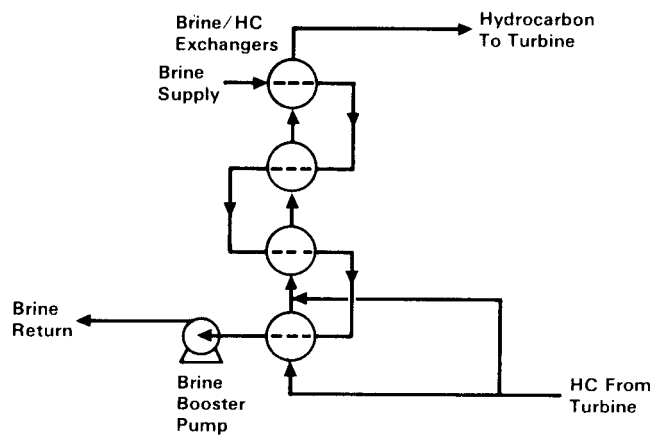 Brine/HC
Exchangers
Hydrocarbon
To Turbine
Brine
Supply
Brine
Return
Brine
Booster
Pump
HC From
Turbine